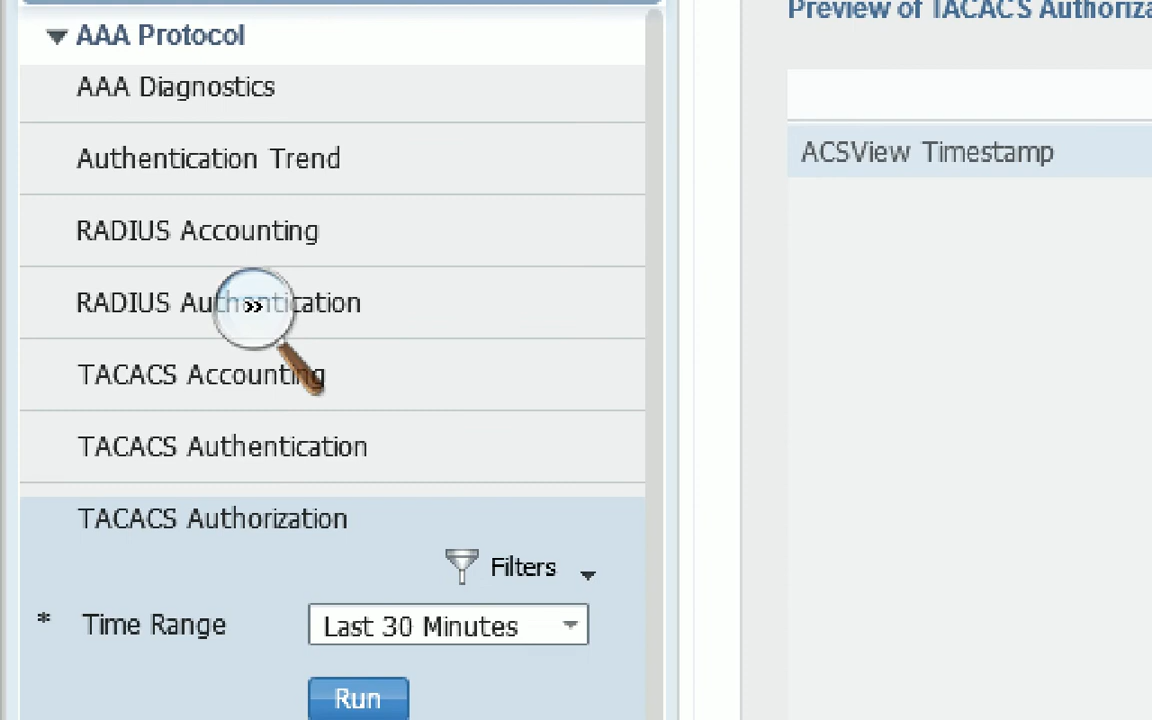 Preview of TACACS
AAA Protocol
AAA Diagnostics
Authentication Trend
ACSView Timestamp
RADIUS Accounting
RADIUS Authentication
TACACS Accounting
TACACS Authentication
TACACS Authorization
Filters
* Time Range
Last 30 Minutes
Run